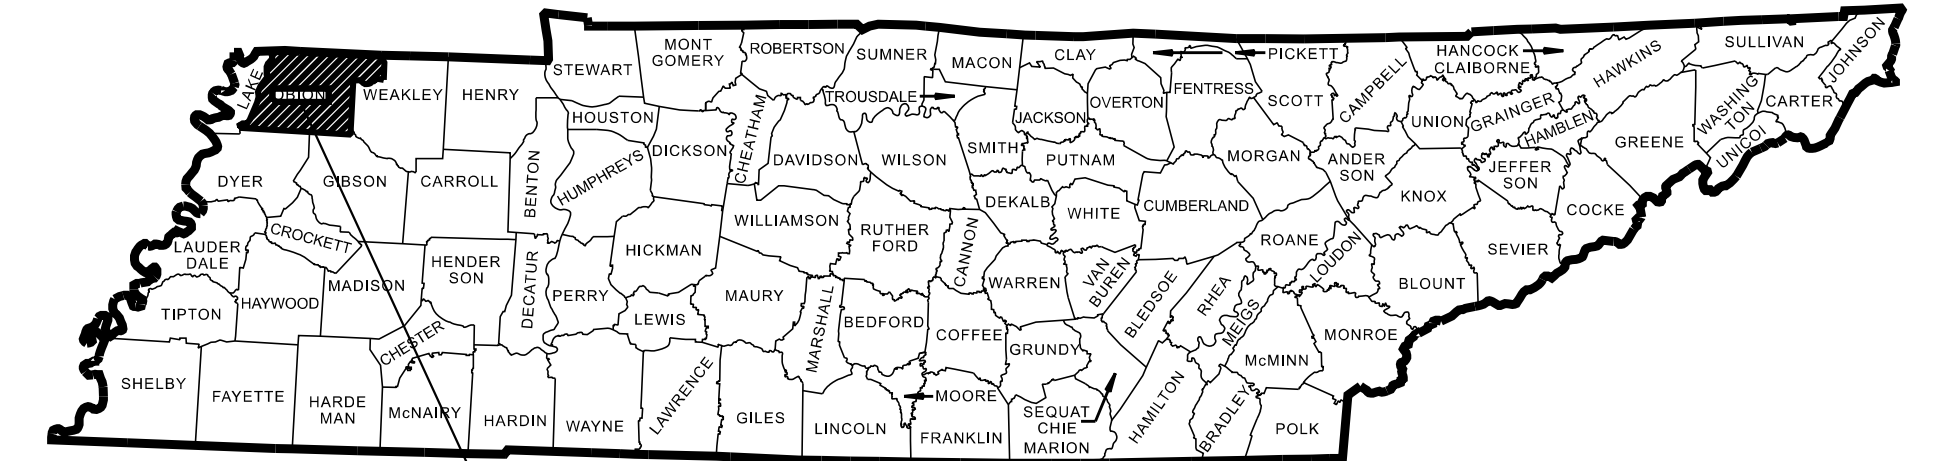 LAKE
OBION
WEAKLEY
HENRY
STEWART
MONT
GOMERY
ROBERTSON
SUMNER
MACON
CLAY
PICKETT
HANCOCK
CLAIBORNE
HAWKINS
SULLIVAN
JOHNSON
TROUSDALE
HOUSTON
CHEATHAM
JACKSON
OVERTON
FENTRESS
SCOTT
CAMPBELL
UNION
GRAINGER
HAMBLEN
WASHING
TON
CARTER
UNICOI
GREENE
DYER
GIBSON
CARROLL
BENTON
HUMPHREYS
DICKSON
DAVIDSON
WILSON
SMITH
PUTNAM
MORGAN
ANDER
SON
KNOX
JEFFER
SON
COCKE
LAUDER
DALE
CROCKETT
HENDER
SON
DECATUR
HICKMAN
WILLIAMSON
RUTHER
FORD
CANNON
DEKALB
WHITE
CUMBERLAND
ROANE
LOUDON
BLOUNT
SEVIER
TIPTON
HAYWOOD
MADISON
CHESTER
PERRY
LEWIS
MAURY
MARSHALL
BEDFORD
COFFEE
WARREN
VAN
BUREN
BLEDSOE
RHEA
MEIGS
McMINN
MONROE
GRUNDY
SHELBY
FAYETTE
HARDE
MAN
McNAIRY
HARDIN
WAYNE
LAWRENCE
GILES
LINCOLN
MOORE
FRANKLIN
SEQUAT
CHIE
MARION
HAMILTON
BRADLEY
POLK